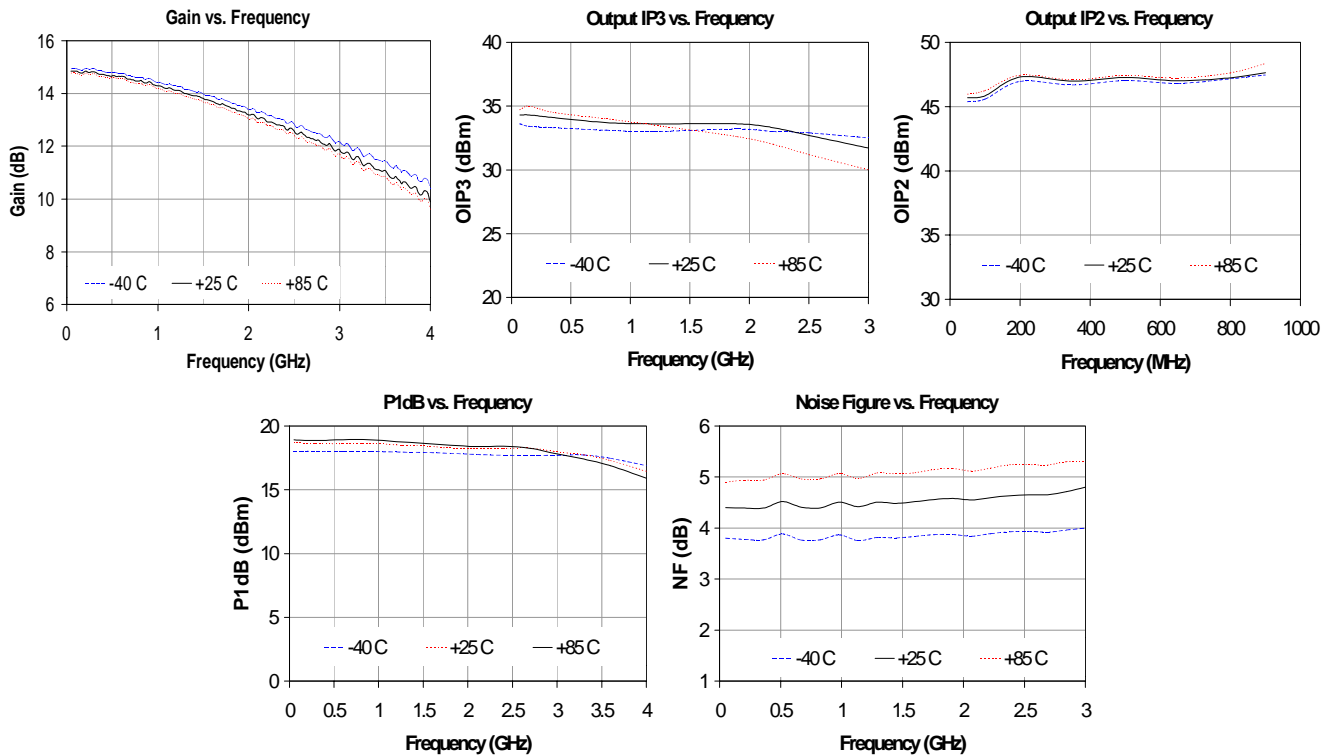 Gain vs. Frequency
16
14
12
10
8
6
Gain (dB)
-40 C +25 C +85 C
0 1 2 3 4
Frequency (GHz)
Output IP3 vs. Frequency
40
35
30
25
20
OIP3 (dBm)
-40 C +25 C +85 C
0 0.5 1 1.5 2 2.5 3
Frequency (GHz)
Output IP2 vs. Frequency
50
45
40
35
30
OIP2 (dBm)
-40 C +25 C +85 C
0 200 400 600 800 1000
Frequency (MHz)
P1dB vs. Frequency
20
15
10
5
0
P1dB (dBm)
-40 C +25 C +85 C
0 0.5 1 1.5 2 2.5 3 3.5 4
Frequency (GHz)
Noise Figure vs. Frequency
6
5
4
3
2
1
NF (dB)
-40 C +25 C +85 C
0 0.5 1 1.5 2 2.5 3
Frequency (GHz)